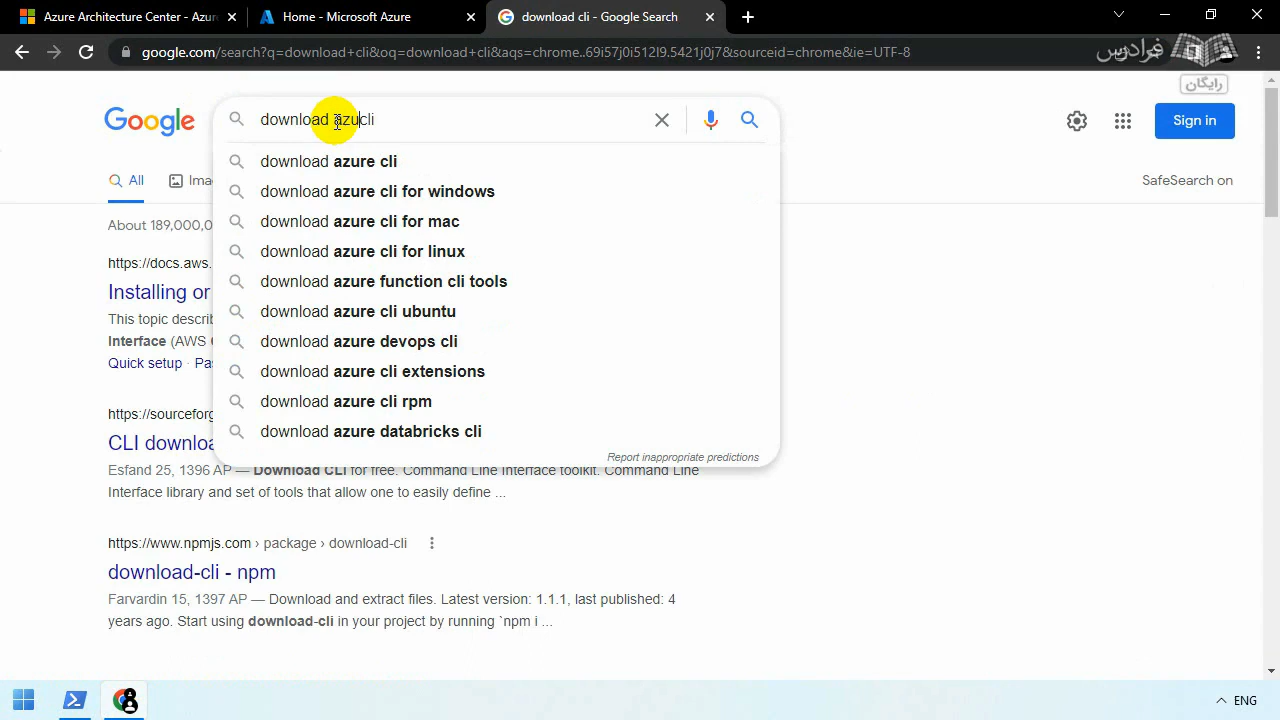 Azure Architecture Center - Azur
Home - Microsoft Azure
download cli - Google Search
google.com/search?q=download+cli&oq=download+cli&aqs=chrome..69i57j0i512l9.5421j0j7&sourceid=chrome&ie=UTF-8
فرادرس
رایگان
Google
download azucli
Sign in
download azure cli
All
Ima
SafeSearch on
download azure cli for windows
download azure cli for mac
About 189,000,0
download azure cli for linux
https://docs.aws.
download azure function cli tools
Installing or
download azure cli ubuntu
This topic descri
download azure devops cli
Interface (AWS
Quick setup · Pa
download azure cli extensions
download azure cli rpm
https://sourceforg
download azure databricks cli
CLI downloa
Report inappropriate predictions
Esfand 25, 1396 AP — Download CLI for free. Command Line Interface toolkit. Command Line
Interface library and set of tools that allow one to easily define ...
https://www.npmjs.com › package › download-cli
download-cli - npm
Farvardin 15, 1397 AP — Download and extract files. Latest version: 1.1.1, last published: 4
years ago. Start using download-cli in your project by running `npm i ...
ENG